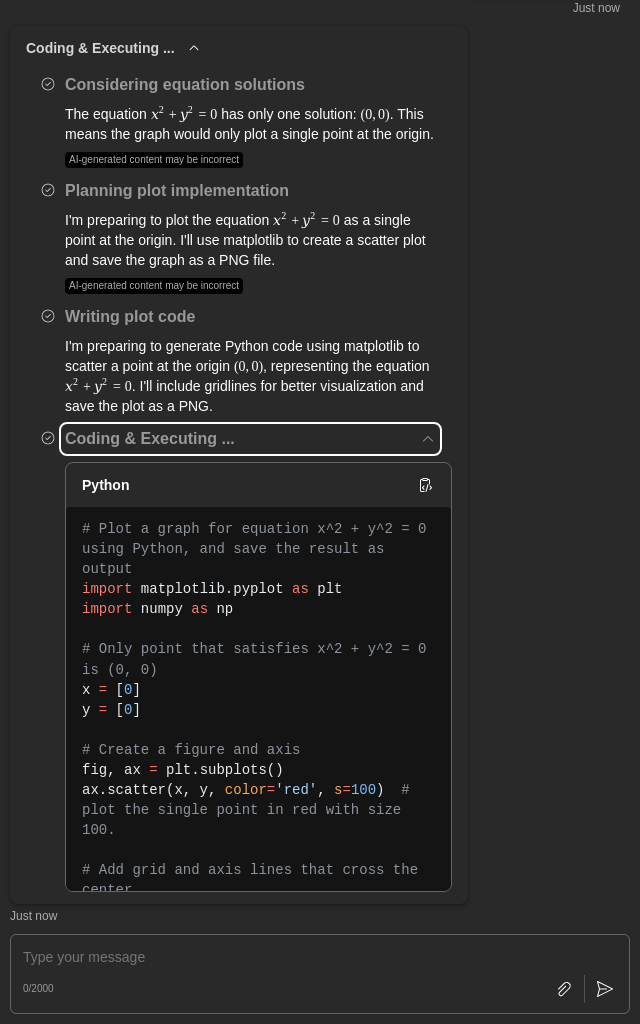 Just now
Coding & Executing ...
Considering equation solutions
The equation x² + y² = 0 has only one solution: (0, 0). This
means the graph would only plot a single point at the origin.
AI-generated content may be incorrect
Planning plot implementation
I'm preparing to plot the equation x² + y² = 0 as a single
point at the origin. I'll use matplotlib to create a scatter plot
and save the graph as a PNG file.
AI-generated content may be incorrect
Writing plot code
I'm preparing to generate Python code using matplotlib to
scatter a point at the origin (0, 0), representing the equation
x² + y² = 0. I'll include gridlines for better visualization and
save the plot as a PNG.
Coding & Executing ...
Python
# Plot a graph for equation x^2 + y^2 = 0
using Python, and save the result as
output
import matplotlib.pyplot as plt
import numpy as np
# Only point that satisfies x^2 + y^2 = 0
is (0, 0)
x = [0]
y = [0]
# Create a figure and axis
fig, ax = plt.subplots()
ax.scatter(x, y, color='red', s=100)  #
plot the single point in red with size
100.
# Add grid and axis lines that cross the
center
Just now
Type your message
0/2000